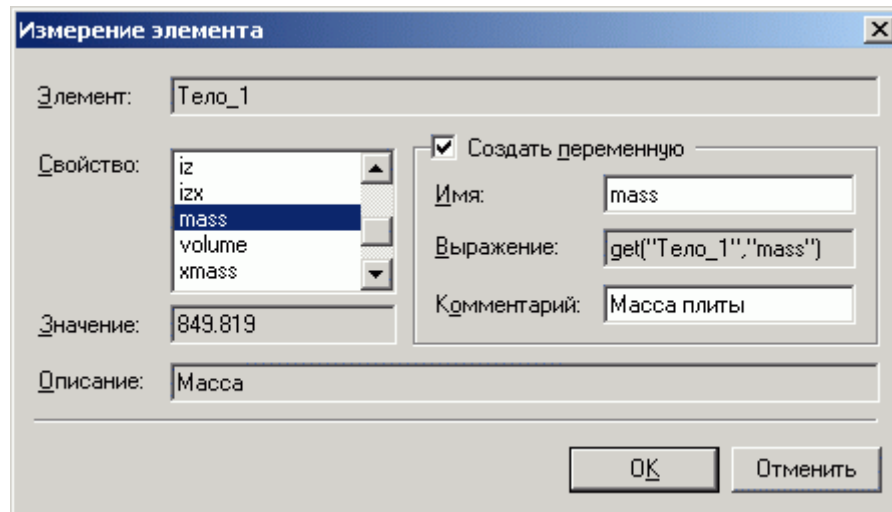 Измерение элемента
Элемент: Тело_1
Свойство:
iz
izx
mass
volume
xmass
Создать переменную
Имя: mass
Выражение: get("Тело_1","mass")
Комментарий: Масса плиты
Значение: 849.819
Описание: Масса
OK Отменить